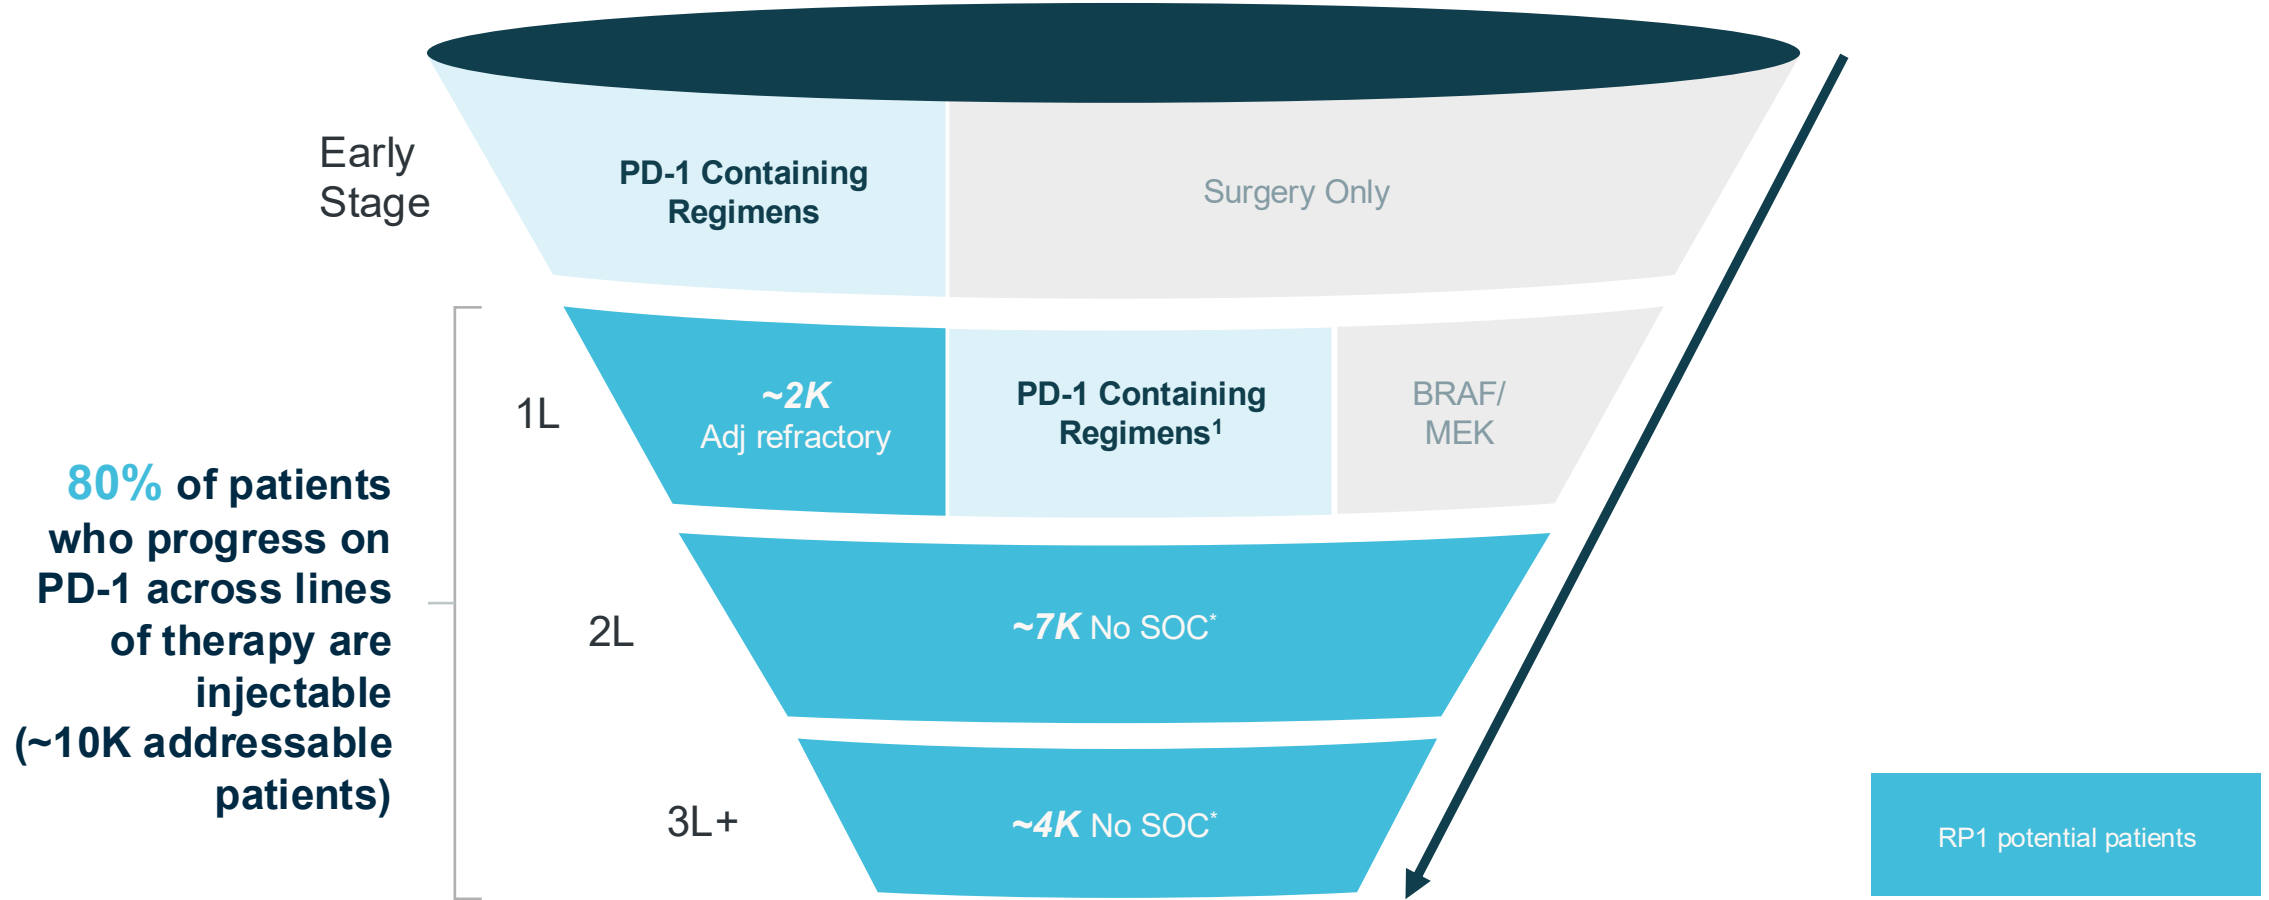 Early
Stage
PD-1 Containing
Regimens
Surgery Only
1L
~2K
Adj refractory
PD-1 Containing
Regimens¹
BRAF/
MEK
80% of patients
who progress on
PD-1 across lines
of therapy are
injectable
(~10K addressable
patients)
2L
~7K No SOC*
3L+
~4K No SOC*
RP1 potential patients